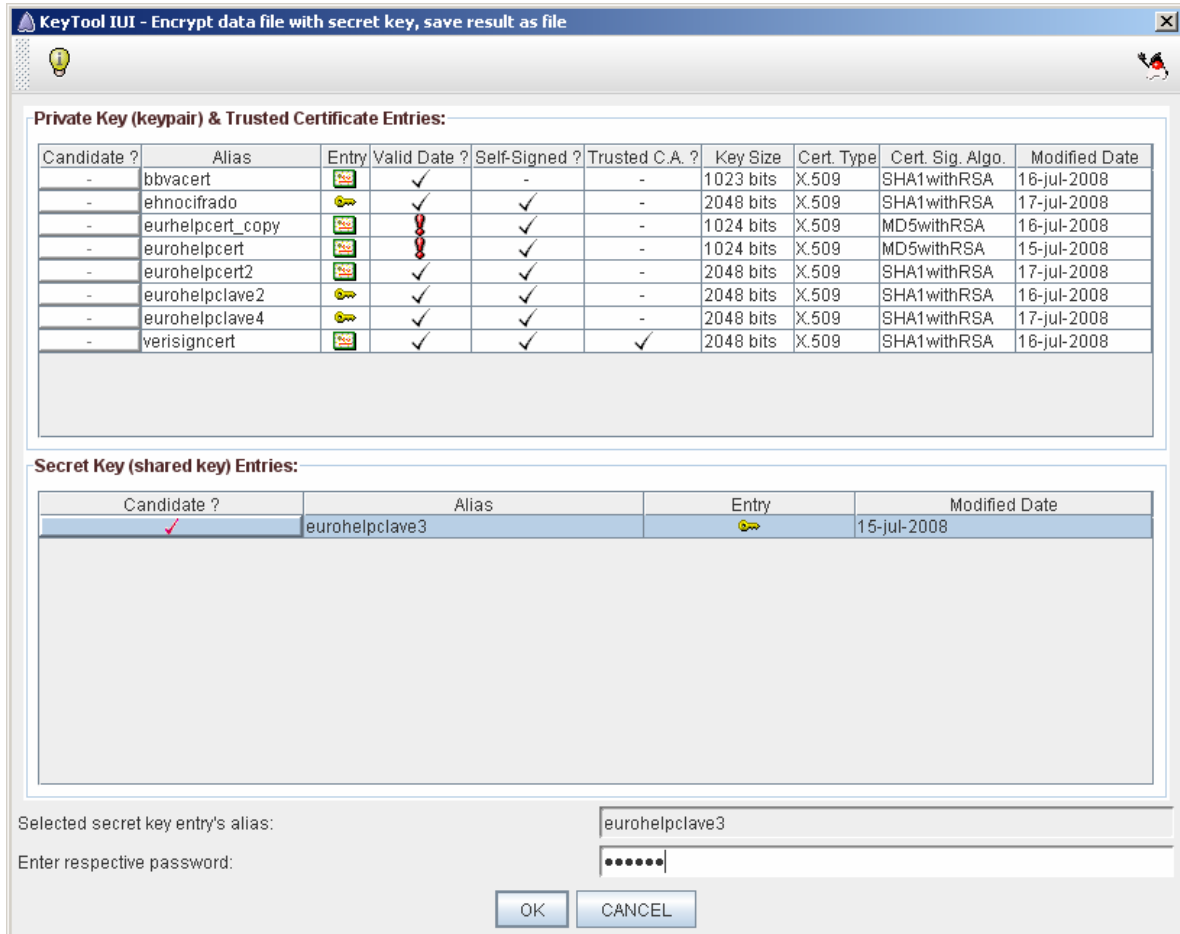 KeyTool IUI - Encrypt data file with secret key, save result as file
Private Key (keypair) & Trusted Certificate Entries:
Candidate ? Alias Entry Valid Date ? Self-Signed ? Trusted C.A. ? Key Size Cert. Type Cert. Sig. Algo. Modified Date
- bbvacert - - 1023 bits X.509 SHA1withRSA 16-jul-2008
- ehnocifrado - 2048 bits X.509 SHA1withRSA 17-jul-2008
- eurhelpcert_copy - 1024 bits X.509 MD5withRSA 16-jul-2008
- eurohelpcert - 1024 bits X.509 MD5withRSA 15-jul-2008
- eurohelpcert2 - 2048 bits X.509 SHA1withRSA 17-jul-2008
- eurohelpclave2 - 2048 bits X.509 SHA1withRSA 16-jul-2008
- eurohelpclave4 - 2048 bits X.509 SHA1withRSA 17-jul-2008
- verisigncert 2048 bits X.509 SHA1withRSA 16-jul-2008
Secret Key (shared key) Entries:
Candidate ? Alias Entry Modified Date
eurohelpclave3 15-jul-2008
Selected secret key entry's alias: eurohelpclave3
Enter respective password: ●●●●●●
OK CANCEL